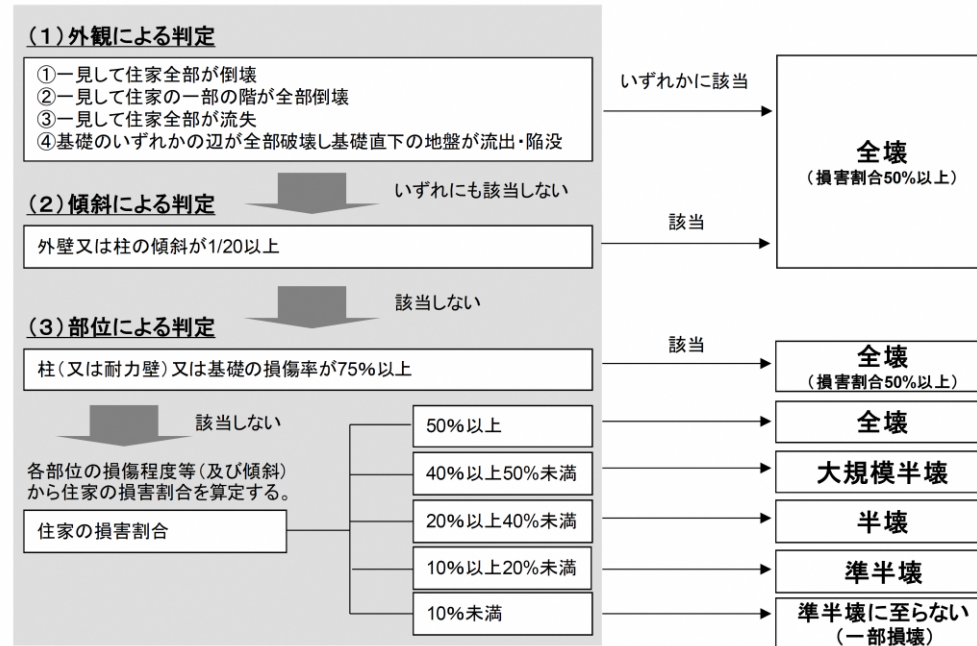 （１）外観による判定
①一見して住家全部が倒壊
②一見して住家の一部の階が全部倒壊
③一見して住家全部が流失
④基礎のいずれかの辺が全部破壊し基礎直下の地盤が流出・陥没
いずれかに該当
全壊
（損害割合50%以上）
いずれにも該当しない
（２）傾斜による判定
外壁又は柱の傾斜が1/20以上
該当
該当しない
（３）部位による判定
柱（又は耐力壁）又は基礎の損傷率が75%以上
該当
全壊
（損害割合50%以上）
該当しない
各部位の損傷程度等（及び傾斜）
から住家の損害割合を算定する。
住家の損害割合
50%以上
全壊
40%以上50%未満
大規模半壊
20%以上40%未満
半壊
10%以上20%未満
準半壊
10%未満
準半壊に至らない
（一部損壊）